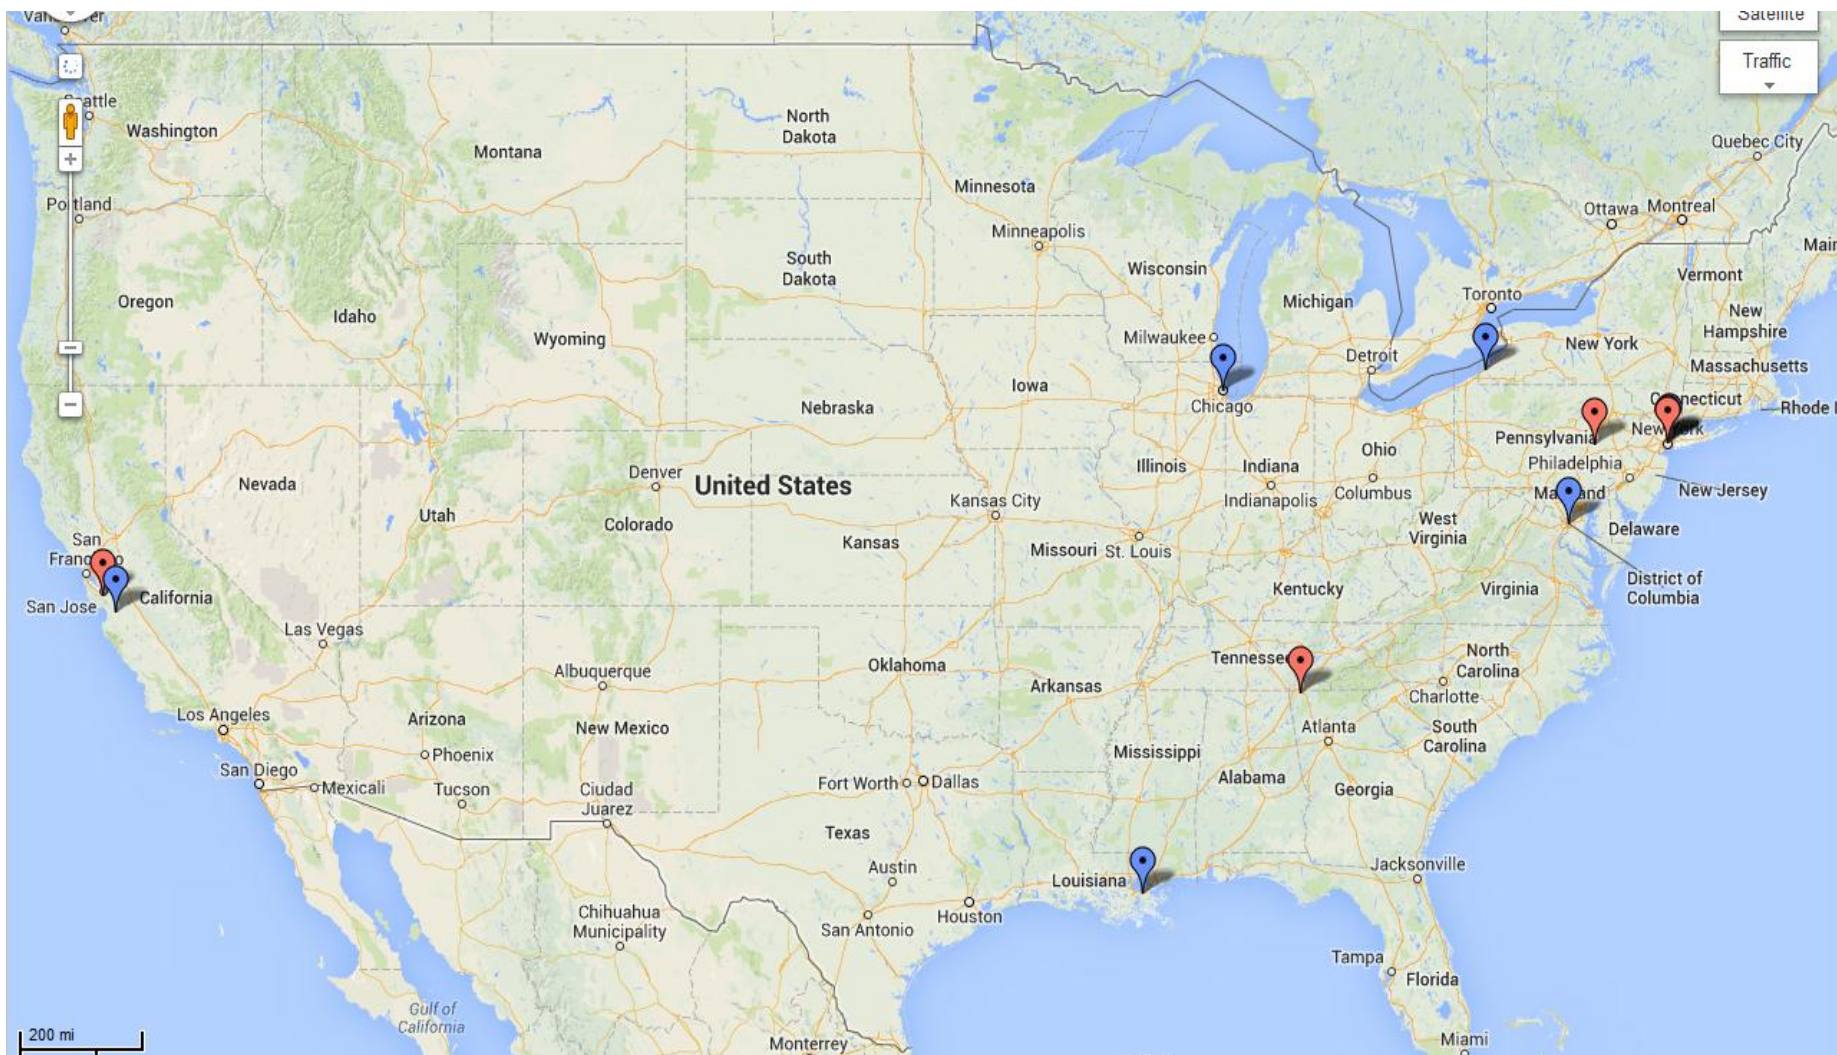 Satellite
Traffic
Seattle
Washington
Montana
North
Dakota
Minnesota
Quebec City
Portland
Minneapolis
Ottawa
Montreal
Oregon
Idaho
Wyoming
South
Dakota
Wisconsin
Michigan
Toronto
Vermont
New
Hampshire
Milwaukee
Detroit
New York
Massachusetts
Iowa
Nebraska
Chicago
Connecticut
Rhode I
Nevada
Utah
Denver
United States
Colorado
Kansas City
Kansas
Illinois
Indiana
Indianapolis
Ohio
Columbus
Pennsylvania
New York
Philadelphia
Maryland
New Jersey
Delaware
West
Virginia
Missouri
St. Louis
Kentucky
Virginia
District of
Columbia
San
Francisco
San Jose
California
Las Vegas
Albuquerque
Oklahoma
Arkansas
Tennessee
North
Carolina
Charlotte
Los Angeles
Arizona
Phoenix
New Mexico
Atlanta
South
Carolina
San Diego
Mexicali
Tucson
Ciudad
Juarez
Fort Worth
Dallas
Mississippi
Alabama
Georgia
Texas
Austin
Louisiana
Jacksonville
Chihuahua
Municipality
San Antonio
Houston
Tampa
Florida
Gulf of
California
200 mi
Monterrey
Miami